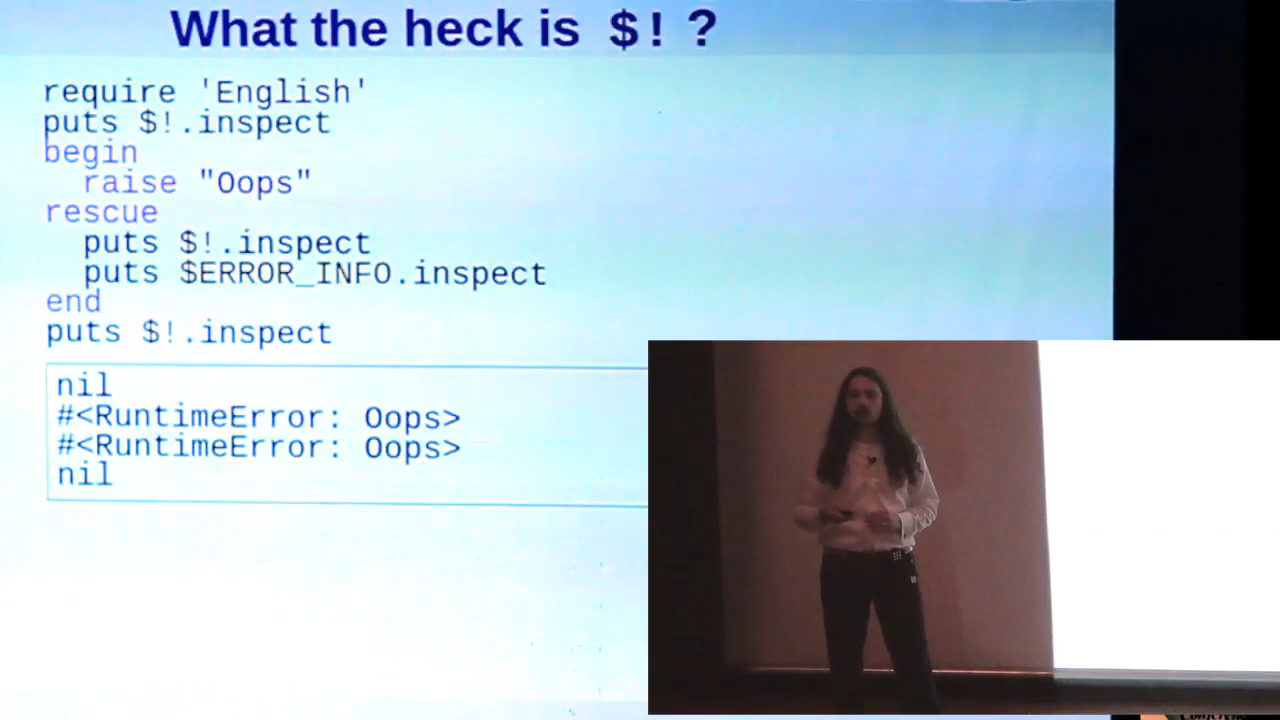 What the heck is $! ?
require 'English'
puts $!.inspect
begin
  raise "Oops"
rescue
  puts $!.inspect
  puts $ERROR_INFO.inspect
end
puts $!.inspect
nil
#<RuntimeError: Oops>
#<RuntimeError: Oops>
nil